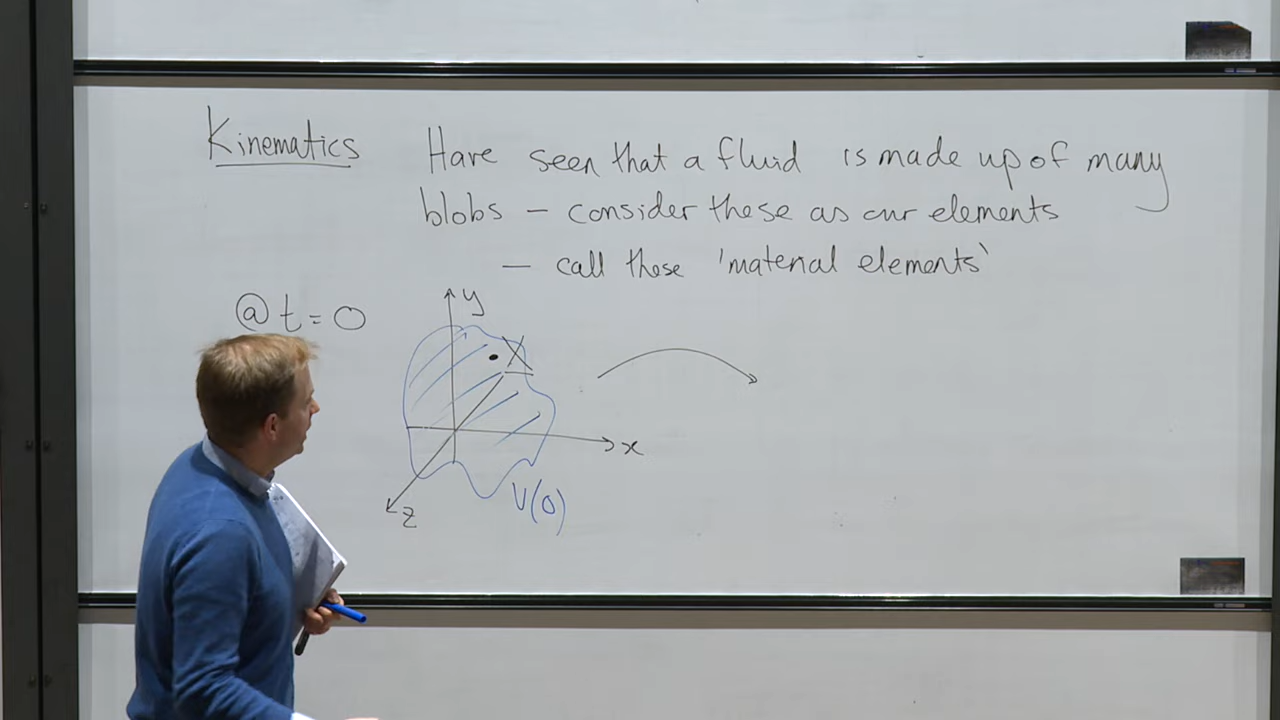 Kinematics Have seen that a fluid is made up of many
blobs – consider these as our elements
– call these 'material elements'
@ t = 0
y
X
x
z
V(0)